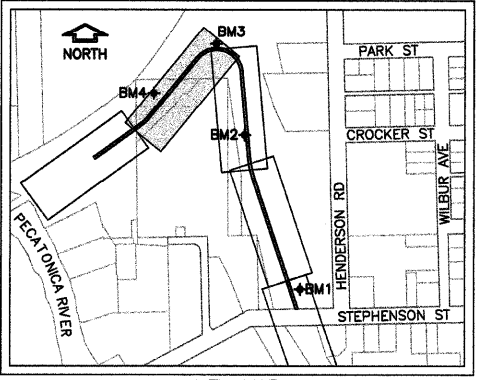 BM3
NORTH
PARK ST
BM4
BM2
CROCKER ST
WILBUR AVE
HENDERSON RD
PECATONICA RIVER
BM1
STEPHENSON ST